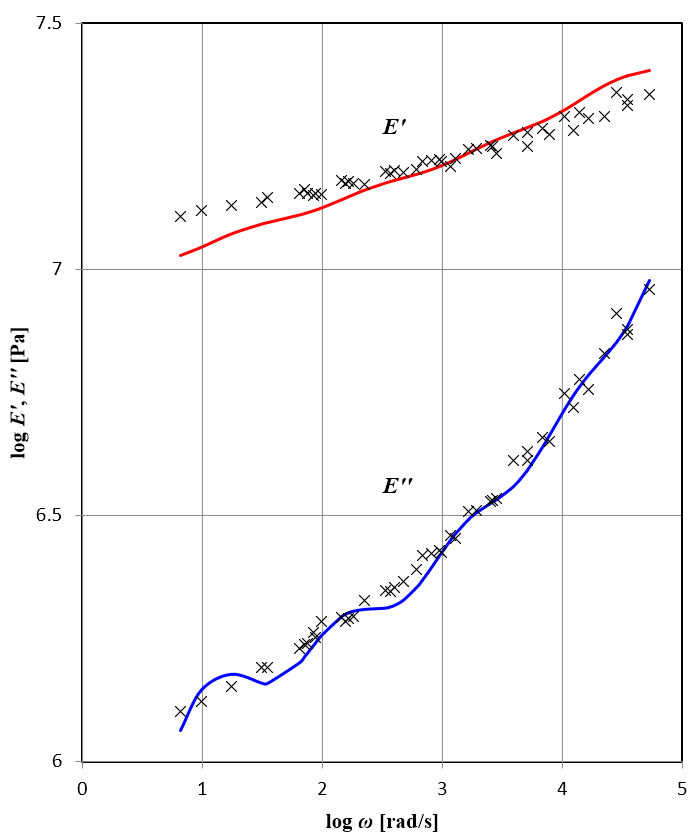 7.5
E′
7
log E′, E″ [Pa]
E″
6.5
6
0 1 2 3 4 5
log ω [rad/s]